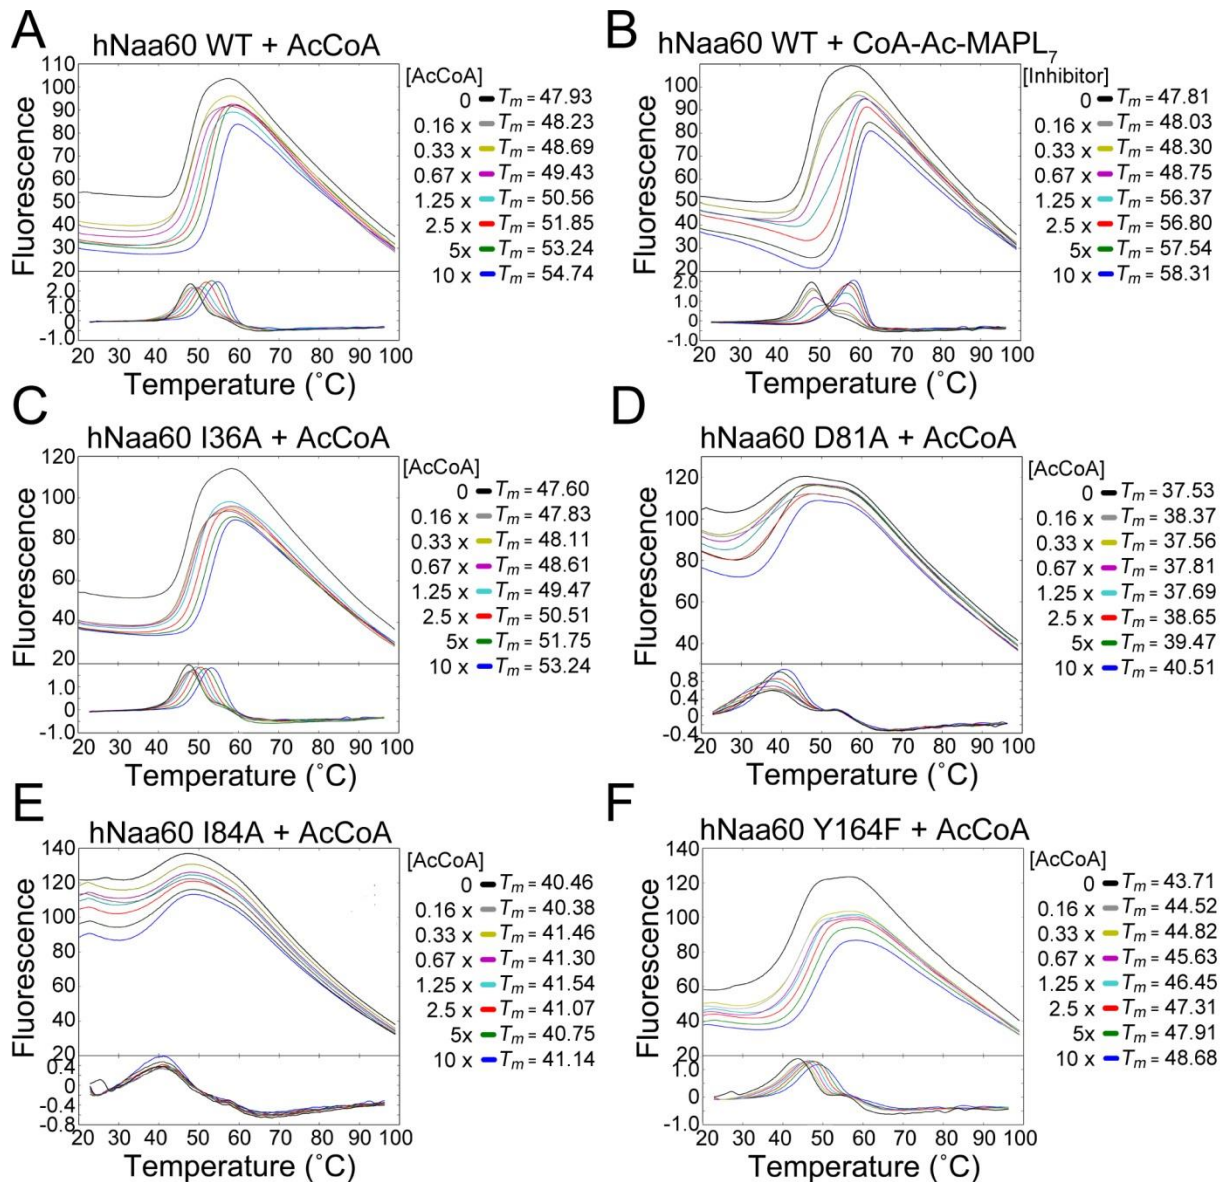 A
hNaa60 WT + AcCoA
Fluorescence
110
100
90
80
70
60
50
40
30
20
2.0
1.0
0
-1.0
20 30 40 50 60 70 80 90 100
Temperature (˚C)
[AcCoA]
0 Tm = 47.93
0.16 x Tm = 48.23
0.33 x Tm = 48.69
0.67 x Tm = 49.43
1.25 x Tm = 50.56
2.5 x Tm = 51.85
5x Tm = 53.24
10 x Tm = 54.74
B
hNaa60 WT + CoA-Ac-MAPL7
Fluorescence
100
90
80
70
60
50
40
30
20
2.0
1.0
0
-1.0
20 30 40 50 60 70 80 90 100
Temperature (˚C)
[Inhibitor]
0 Tm = 47.81
0.16 x Tm = 48.03
0.33 x Tm = 48.30
0.67 x Tm = 48.75
1.25 x Tm = 56.37
2.5 x Tm = 56.80
5x Tm = 57.54
10 x Tm = 58.31
C
hNaa60 I36A + AcCoA
Fluorescence
120
100
80
60
40
20
1.0
0
-1.0
20 30 40 50 60 70 80 90 100
Temperature (˚C)
[AcCoA]
0 Tm = 47.60
0.16 x Tm = 47.83
0.33 x Tm = 48.11
0.67 x Tm = 48.61
1.25 x Tm = 49.47
2.5 x Tm = 50.51
5x Tm = 51.75
10 x Tm = 53.24
D
hNaa60 D81A + AcCoA
Fluorescence
120
100
80
60
40
0.8
0.4
0
-0.4
20 30 40 50 60 70 80 90 100
Temperature (˚C)
[AcCoA]
0 Tm = 37.53
0.16 x Tm = 38.37
0.33 x Tm = 37.56
0.67 x Tm = 37.81
1.25 x Tm = 37.69
2.5 x Tm = 38.65
5x Tm = 39.47
10 x Tm = 40.51
E
hNaa60 I84A + AcCoA
Fluorescence
140
120
100
80
60
40
20
0.4
0
-0.4
-0.8
20 30 40 50 60 70 80 90 100
Temperature (˚C)
[AcCoA]
0 Tm = 40.46
0.16 x Tm = 40.38
0.33 x Tm = 41.46
0.67 x Tm = 41.30
1.25 x Tm = 41.54
2.5 x Tm = 41.07
5x Tm = 40.75
10 x Tm = 41.14
F
hNaa60 Y164F + AcCoA
Fluorescence
140
120
100
80
60
40
20
1.0
0
-1.0
20 30 40 50 60 70 80 90 100
Temperature (˚C)
[AcCoA]
0 Tm = 43.71
0.16 x Tm = 44.52
0.33 x Tm = 44.82
0.67 x Tm = 45.63
1.25 x Tm = 46.45
2.5 x Tm = 47.31
5x Tm = 47.91
10 x Tm = 48.68